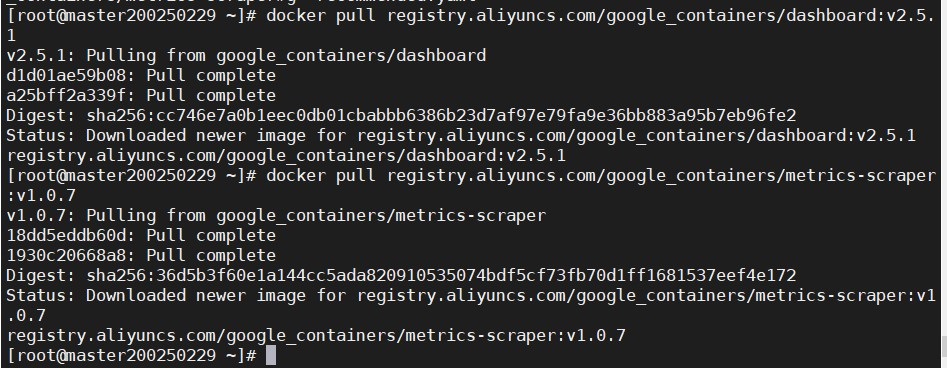 [root@master200250229 ~]# docker pull registry.aliyuncs.com/google_containers/dashboard:v2.5.
1
v2.5.1: Pulling from google_containers/dashboard
d1d01ae59b08: Pull complete
a25bff2a339f: Pull complete
Digest: sha256:cc746e7a0b1eec0db01cbabbb6386b23d7af97e79fa9e36bb883a95b7eb96fe2
Status: Downloaded newer image for registry.aliyuncs.com/google_containers/dashboard:v2.5.1
registry.aliyuncs.com/google_containers/dashboard:v2.5.1
[root@master200250229 ~]# docker pull registry.aliyuncs.com/google_containers/metrics-scraper
:v1.0.7
v1.0.7: Pulling from google_containers/metrics-scraper
18dd5eddb60d: Pull complete
1930c20668a8: Pull complete
Digest: sha256:36d5b3f60e1a144cc5ada820910535074bdf5cf73fb70d1ff1681537eef4e172
Status: Downloaded newer image for registry.aliyuncs.com/google_containers/metrics-scraper:v1
.0.7
registry.aliyuncs.com/google_containers/metrics-scraper:v1.0.7
[root@master200250229 ~]#